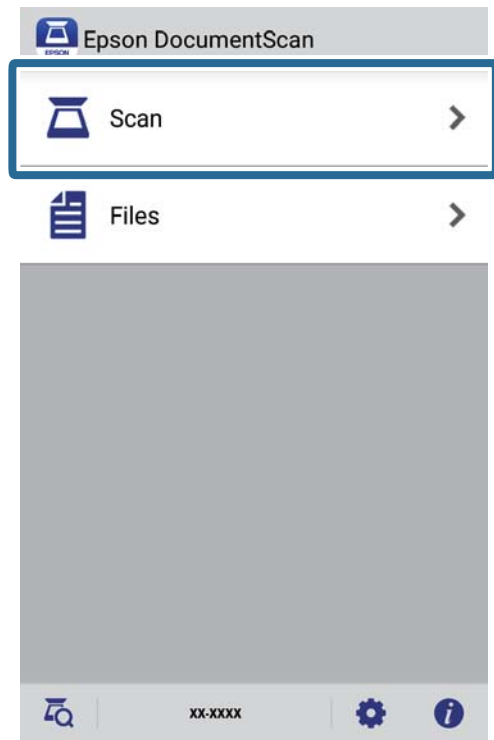 EPSON
Epson DocumentScan
Scan
Files
XX-XXXX
i